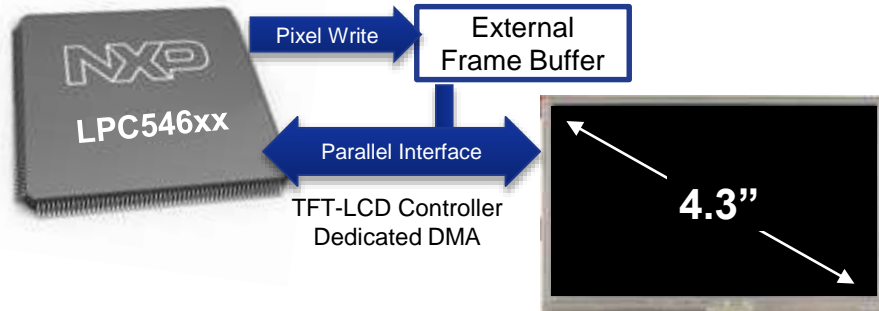 NXP
LPC546xx
Pixel Write
External
Frame Buffer
Parallel Interface
TFT-LCD Controller
Dedicated DMA
4.3”